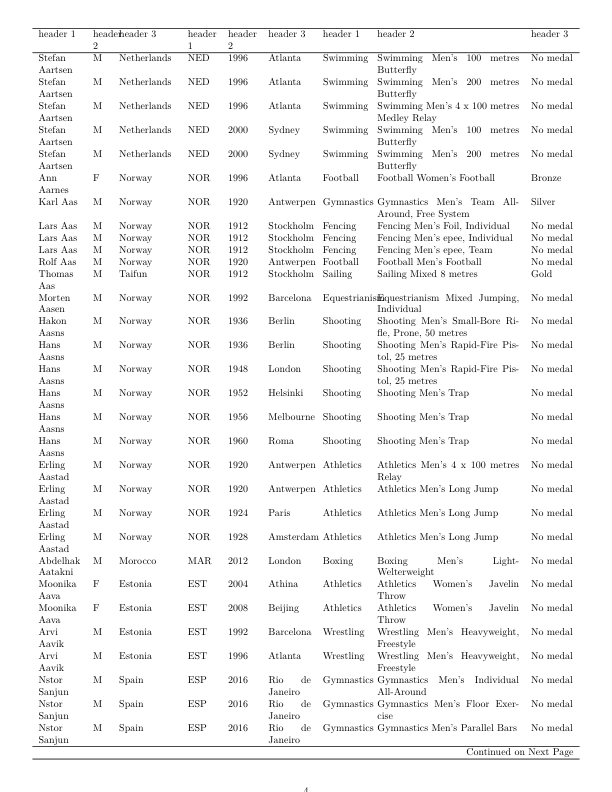 header 1 header 2 header 3 header 1 header 2 header 3 header 1 header 2 header 3
Stefan Aartsen M Netherlands NED 1996 Atlanta Swimming Swimming Men's 100 metres Butterfly No medal
Stefan Aartsen M Netherlands NED 1996 Atlanta Swimming Swimming Men's 200 metres Butterfly No medal
Stefan Aartsen M Netherlands NED 1996 Atlanta Swimming Swimming Men's 4 x 100 metres Medley Relay No medal
Stefan Aartsen M Netherlands NED 2000 Sydney Swimming Swimming Men's 100 metres Butterfly No medal
Stefan Aartsen M Netherlands NED 2000 Sydney Swimming Swimming Men's 200 metres Butterfly No medal
Ann Aarnes F Norway NOR 1996 Atlanta Football Football Women's Football Bronze
Karl Aas M Norway NOR 1920 Antwerpen Gymnastics Gymnastics Men's Team All-Around, Free System Silver
Lars Aas M Norway NOR 1912 Stockholm Fencing Fencing Men's Foil, Individual No medal
Lars Aas M Norway NOR 1912 Stockholm Fencing Fencing Men's epee, Individual No medal
Lars Aas M Norway NOR 1912 Stockholm Fencing Fencing Men's epee, Team No medal
Rolf Aas M Norway NOR 1920 Antwerpen Football Football Men's Football No medal
Thomas Aas M Taifun NOR 1912 Stockholm Sailing Sailing Mixed 8 metres Gold
Morten Aasen M Norway NOR 1992 Barcelona Equestrianism Equestrianism Mixed Jumping, Individual No medal
Hakon Aasns M Norway NOR 1936 Berlin Shooting Shooting Men's Small-Bore Rifle, Prone, 50 metres No medal
Hans Aasns M Norway NOR 1936 Berlin Shooting Shooting Men's Rapid-Fire Pistol, 25 metres No medal
Hans Aasns M Norway NOR 1948 London Shooting Shooting Men's Rapid-Fire Pistol, 25 metres No medal
Hans Aasns M Norway NOR 1952 Helsinki Shooting Shooting Men's Trap No medal
Hans Aasns M Norway NOR 1956 Melbourne Shooting Shooting Men's Trap No medal
Hans Aasns M Norway NOR 1960 Roma Shooting Shooting Men's Trap No medal
Erling Aastad M Norway NOR 1920 Antwerpen Athletics Athletics Men's 4 x 100 metres Relay No medal
Erling Aastad M Norway NOR 1920 Antwerpen Athletics Athletics Men's Long Jump No medal
Erling Aastad M Norway NOR 1924 Paris Athletics Athletics Men's Long Jump No medal
Erling Aastad M Norway NOR 1928 Amsterdam Athletics Athletics Men's Long Jump No medal
Abdelhak Aatakni M Morocco MAR 2012 London Boxing Boxing Men's Light-Welterweight No medal
Moonika Aava F Estonia EST 2004 Athina Athletics Athletics Women's Javelin Throw No medal
Moonika Aava F Estonia EST 2008 Beijing Athletics Athletics Women's Javelin Throw No medal
Arvi Aavik M Estonia EST 1992 Barcelona Wrestling Wrestling Men's Heavyweight, Freestyle No medal
Arvi Aavik M Estonia EST 1996 Atlanta Wrestling Wrestling Men's Heavyweight, Freestyle No medal
Nstor Sanjun M Spain ESP 2016 Rio de Janeiro Gymnastics Gymnastics Men's Individual All-Around No medal
Nstor Sanjun M Spain ESP 2016 Rio de Janeiro Gymnastics Gymnastics Men's Floor Exercise No medal
Nstor Sanjun M Spain ESP 2016 Rio de Janeiro Gymnastics Gymnastics Men's Parallel Bars No medal
Continued on Next Page